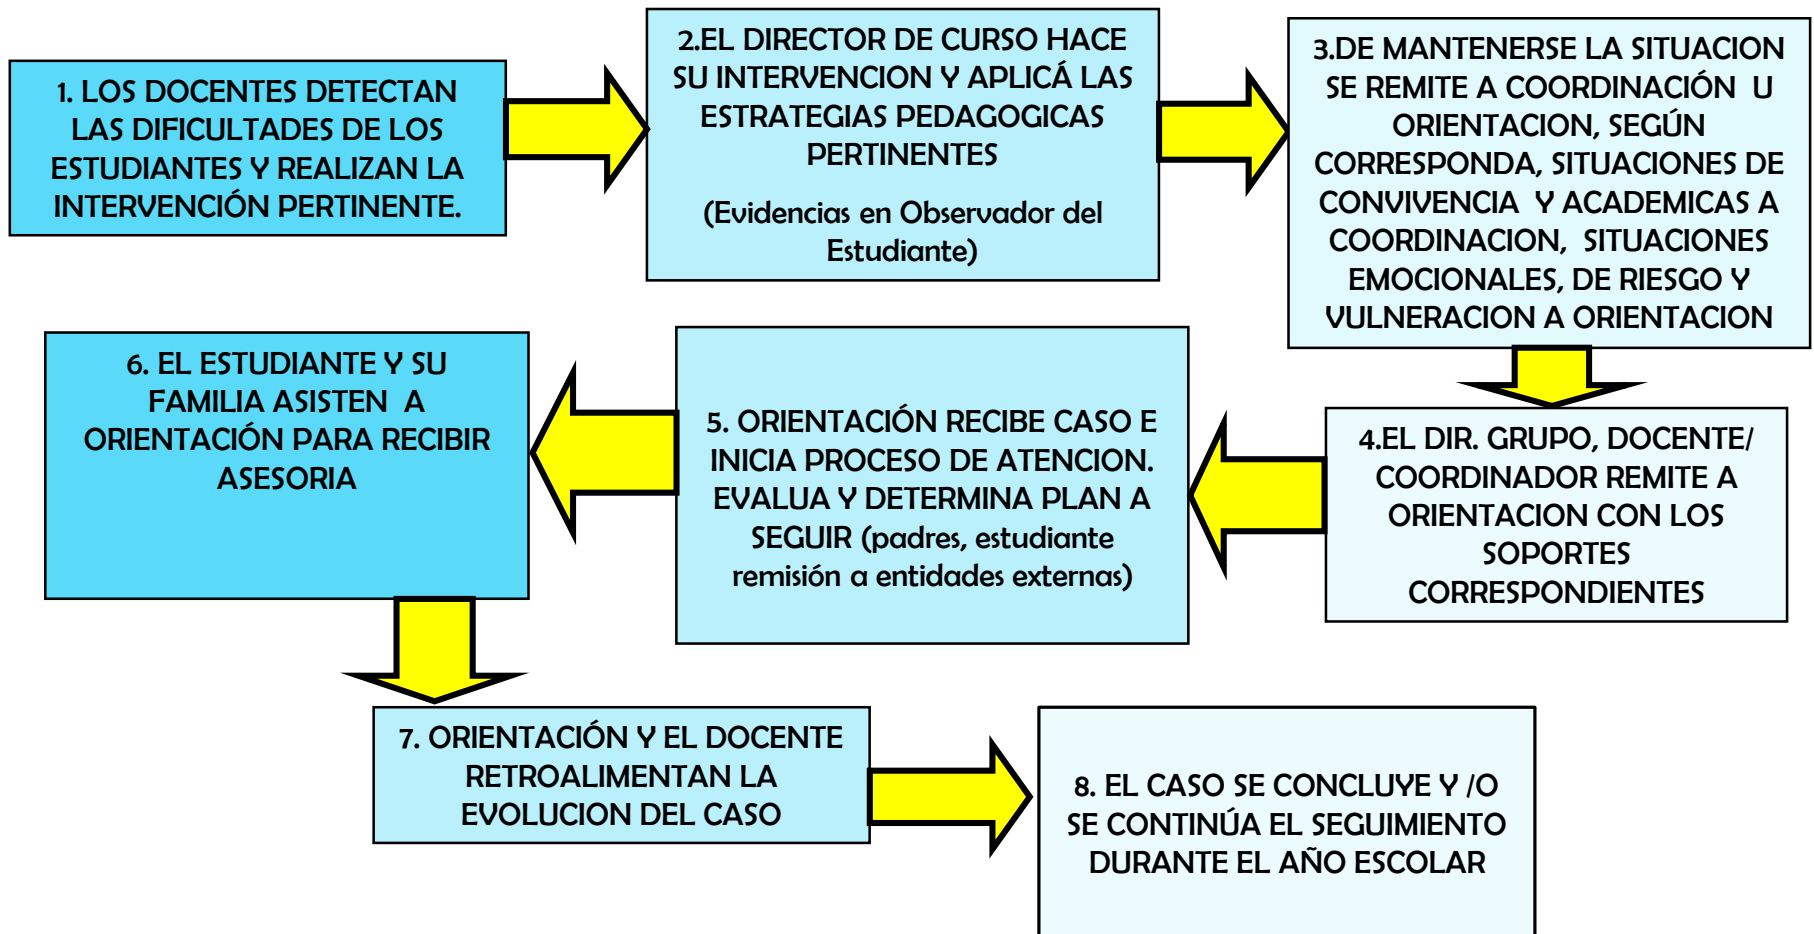 1. LOS DOCENTES DETECTAN
LAS DIFICULTADES DE LOS
ESTUDIANTES Y REALIZAN LA
INTERVENCIÓN PERTINENTE.
2.EL DIRECTOR DE CURSO HACE
SU INTERVENCION Y APLICÁ LAS
ESTRATEGIAS PEDAGOGICAS
PERTINENTES
(Evidencias en Observador del
Estudiante)
3.DE MANTENERSE LA SITUACION
SE REMITE A COORDINACIÓN U
ORIENTACION, SEGÚN
CORRESPONDA, SITUACIONES DE
CONVIVENCIA Y ACADEMICAS A
COORDINACION, SITUACIONES
EMOCIONALES, DE RIESGO Y
VULNERACION A ORIENTACION
4.EL DIR. GRUPO, DOCENTE/
COORDINADOR REMITE A
ORIENTACION CON LOS
SOPORTES
CORRESPONDIENTES
5. ORIENTACIÓN RECIBE CASO E
INICIA PROCESO DE ATENCION.
EVALUA Y DETERMINA PLAN A
SEGUIR (padres, estudiante
remisión a entidades externas)
6. EL ESTUDIANTE Y SU
FAMILIA ASISTEN A
ORIENTACIÓN PARA RECIBIR
ASESORIA
7. ORIENTACIÓN Y EL DOCENTE
RETROALIMENTAN LA
EVOLUCION DEL CASO
8. EL CASO SE CONCLUYE Y /O
SE CONTINÚA EL SEGUIMIENTO
DURANTE EL AÑO ESCOLAR